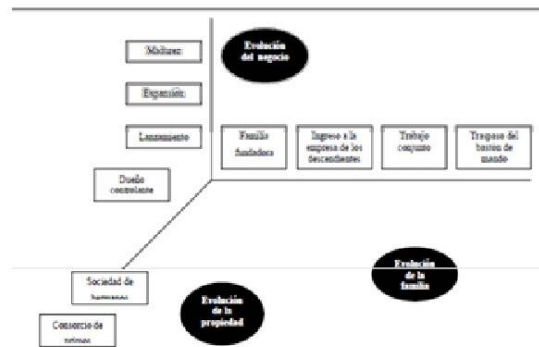 Madurez
Evolución
del negocio
Expansión
Lanzamiento
Familia
fundadora
Ingreso a la
empresa de los
descendientes
Trabajo
conjunto
Traspaso del
bastón de
mando
Dueño
controlante
Evolución
de la
familia
Sociedad de
Evolución
de la
propiedad
Consorcio de
primos